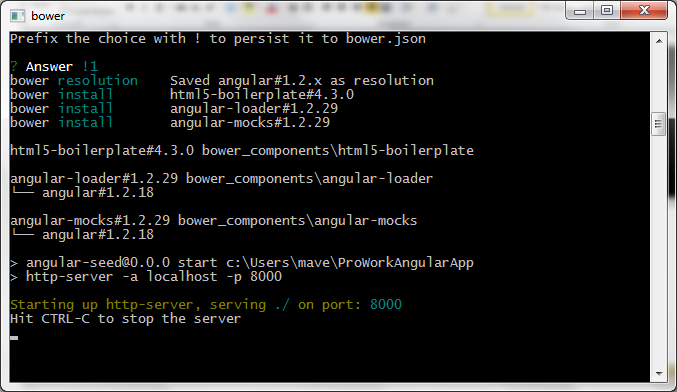 bower
Prefix the choice with ! to persist it to bower.json
? Answer !1
bower resolution    Saved angular#1.2.x as resolution
bower install       html5-boilerplate#4.3.0
bower install       angular-loader#1.2.29
bower install       angular-mocks#1.2.29
html5-boilerplate#4.3.0 bower_components\html5-boilerplate
angular-loader#1.2.29 bower_components\angular-loader
└── angular#1.2.18
angular-mocks#1.2.29 bower_components\angular-mocks
└── angular#1.2.18
> angular-seed@0.0.0 start c:\Users\mave\ProWorkAngularApp
> http-server -a localhost -p 8000
Starting up http-server, serving ./ on port: 8000
Hit CTRL-C to stop the server